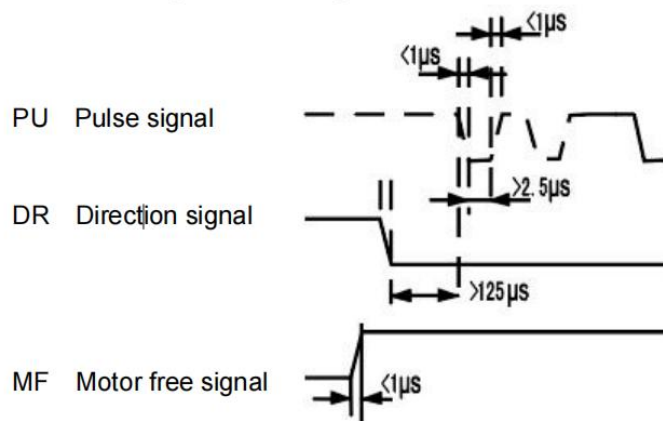 <1μs
<1μs
PU Pulse signal
>2.5μs
DR Direction signal
>125μs
MF Motor free signal
<1μs